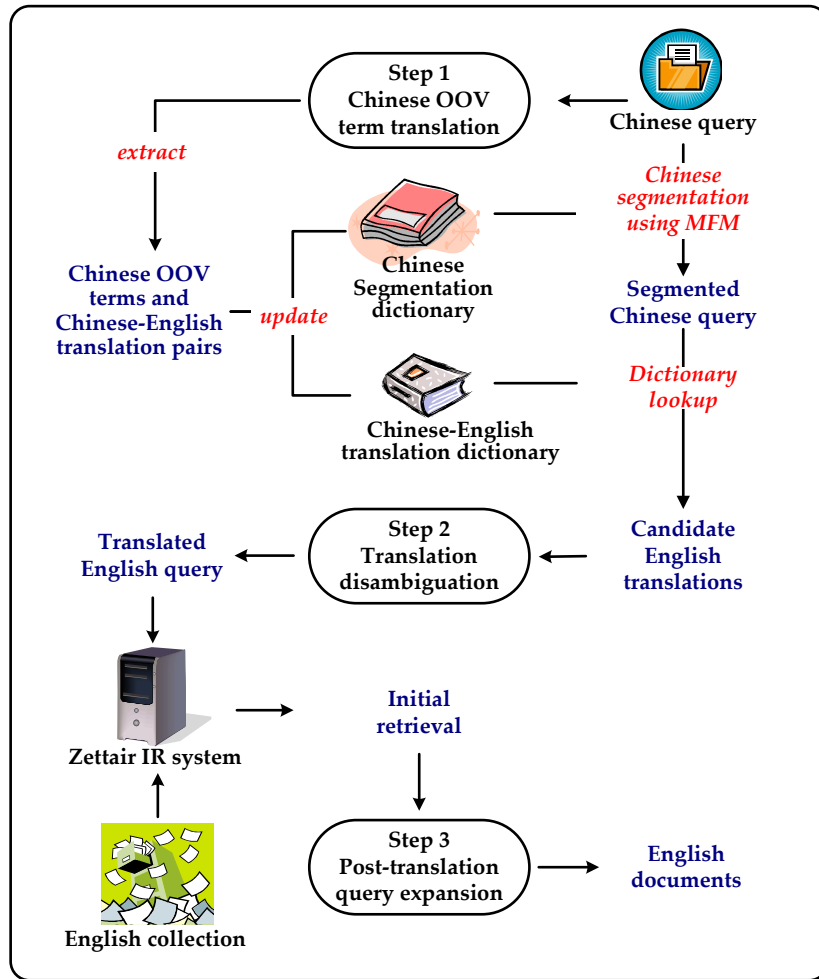 Step 1
Chinese OOV
term translation
Chinese query
extract
Chinese
segmentation
using MFM
Chinese
Segmentation
dictionary
Chinese OOV
terms and
Chinese-English
translation pairs
update
Segmented
Chinese query
Dictionary
lookup
Chinese-English
translation dictionary
Translated
English query
Step 2
Translation
disambiguation
Candidate
English
translations
Initial
retrieval
Zettair IR system
Step 3
Post-translation
query expansion
English
documents
English collection